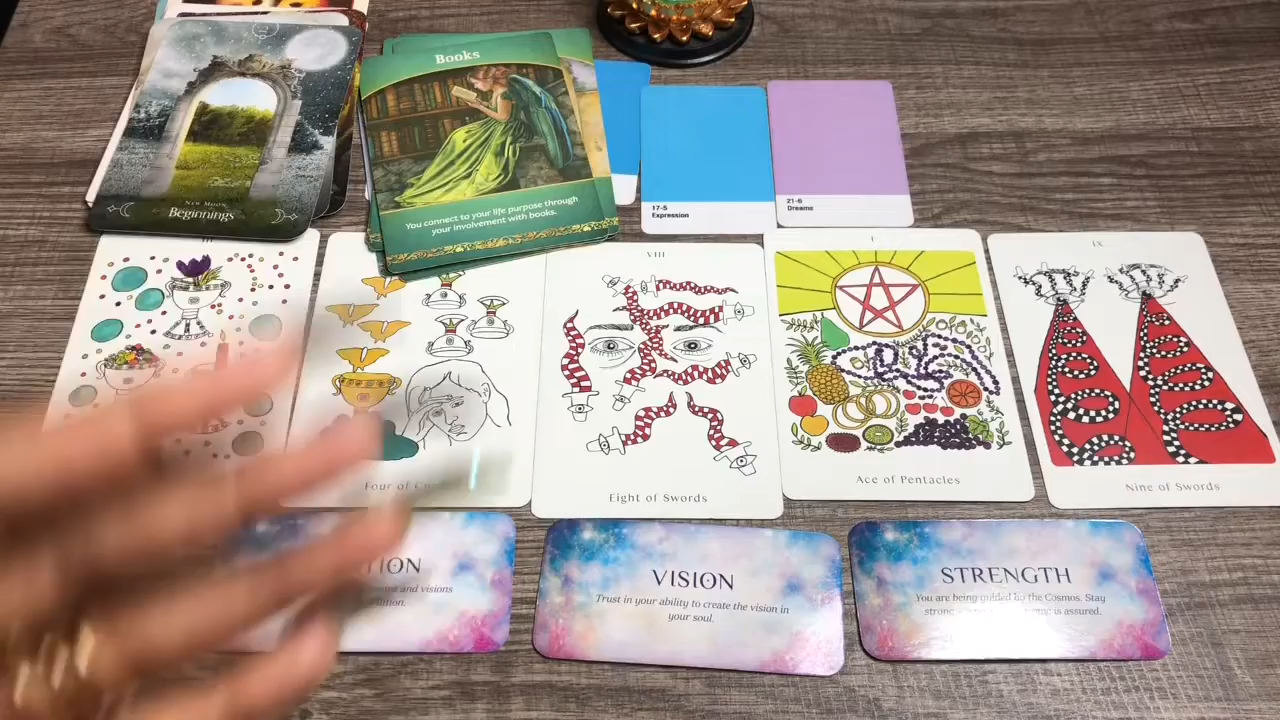 Books
You connect to your life purpose through
your involvement with books.
New Moon
Beginnings
17-5
Expression
21-6
Dreams
III
VIII
I
IX
Four of
Eight of Swords
Ace of Pentacles
Nine of Swords
and visions
VISION
Trust in your ability to create the vision in
your soul.
STRENGTH
You are being guided by the Cosmos. Stay
is assured.